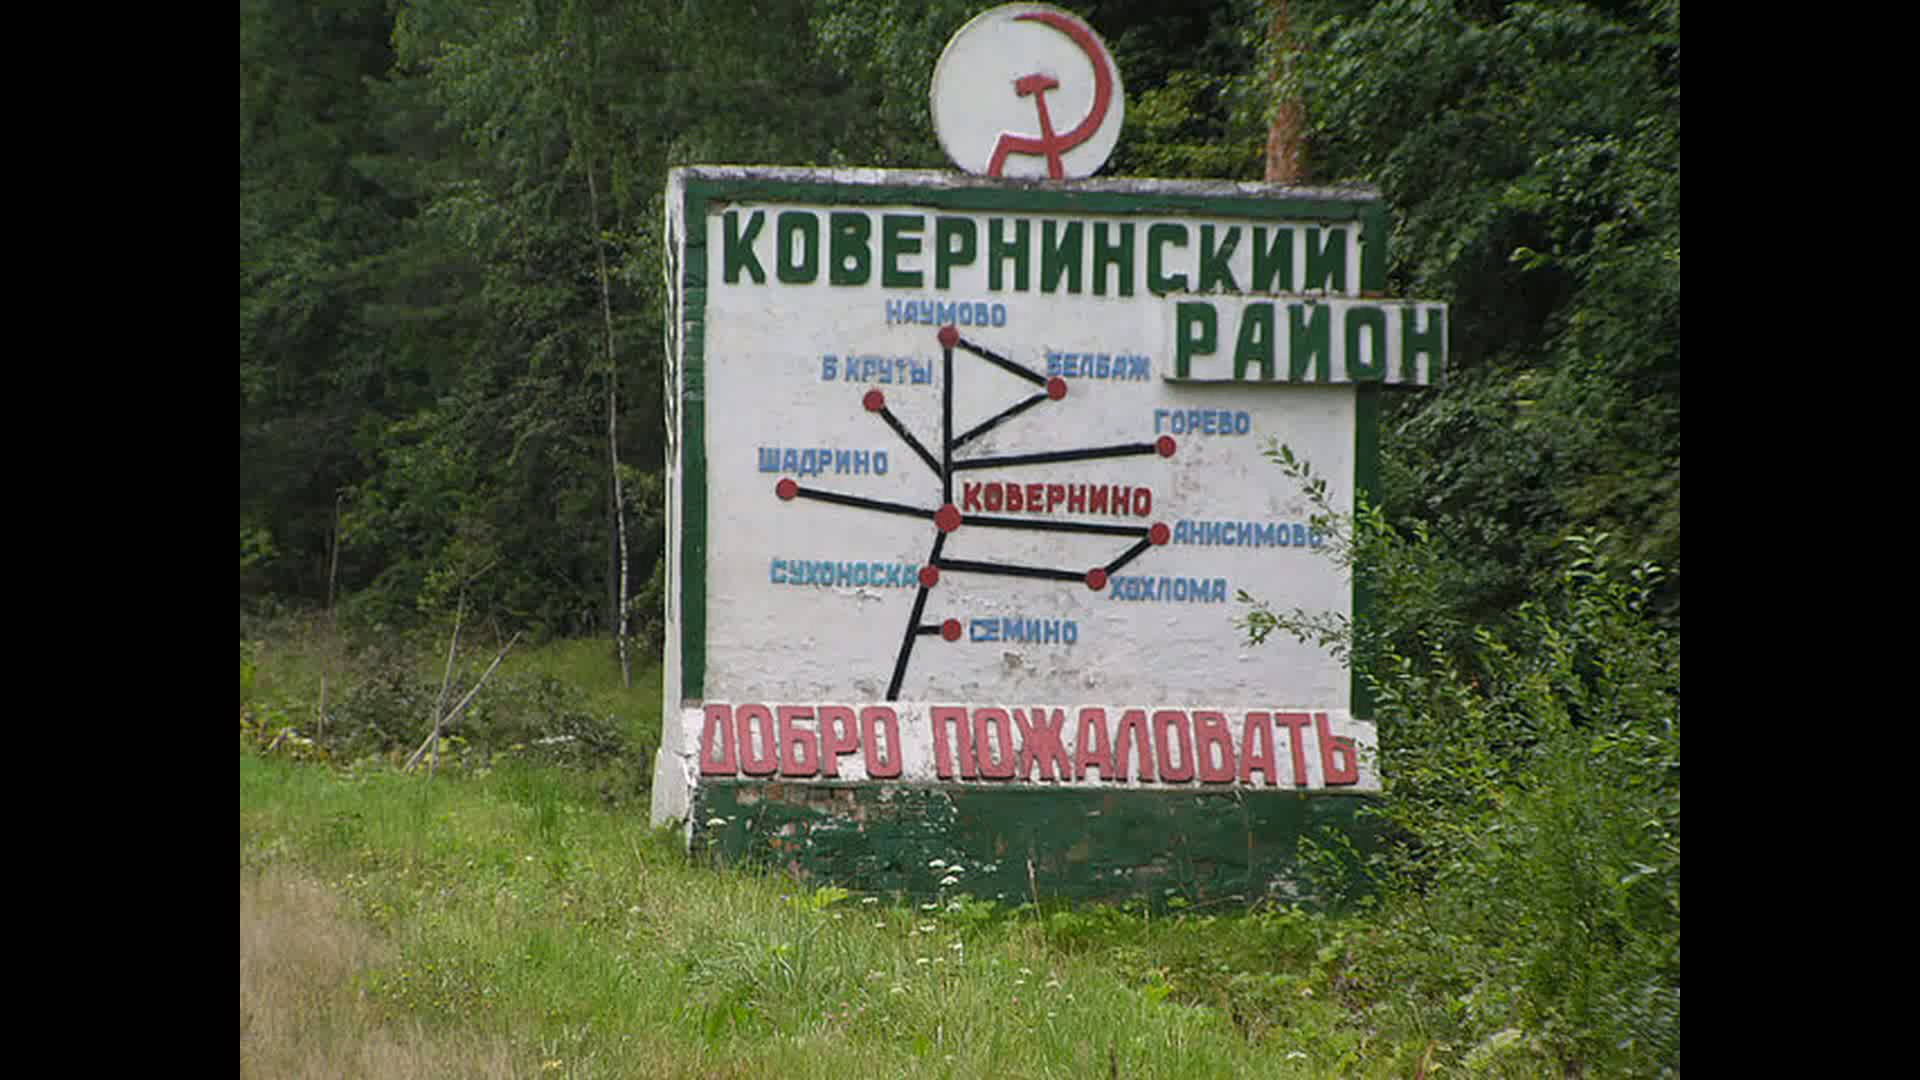 КОВЕРНИНСКИЙ
РАЙОН
НАУМОВО
Б КРУТЫ
БЕЛБАЖ
ГОРЕВО
ШАДРИНО
КОВЕРНИНО
АНИСИМОВО
СУХОНОСКА
ХОХЛОМА
СЕМИНО
ДОБРО ПОЖАЛОВАТЬ